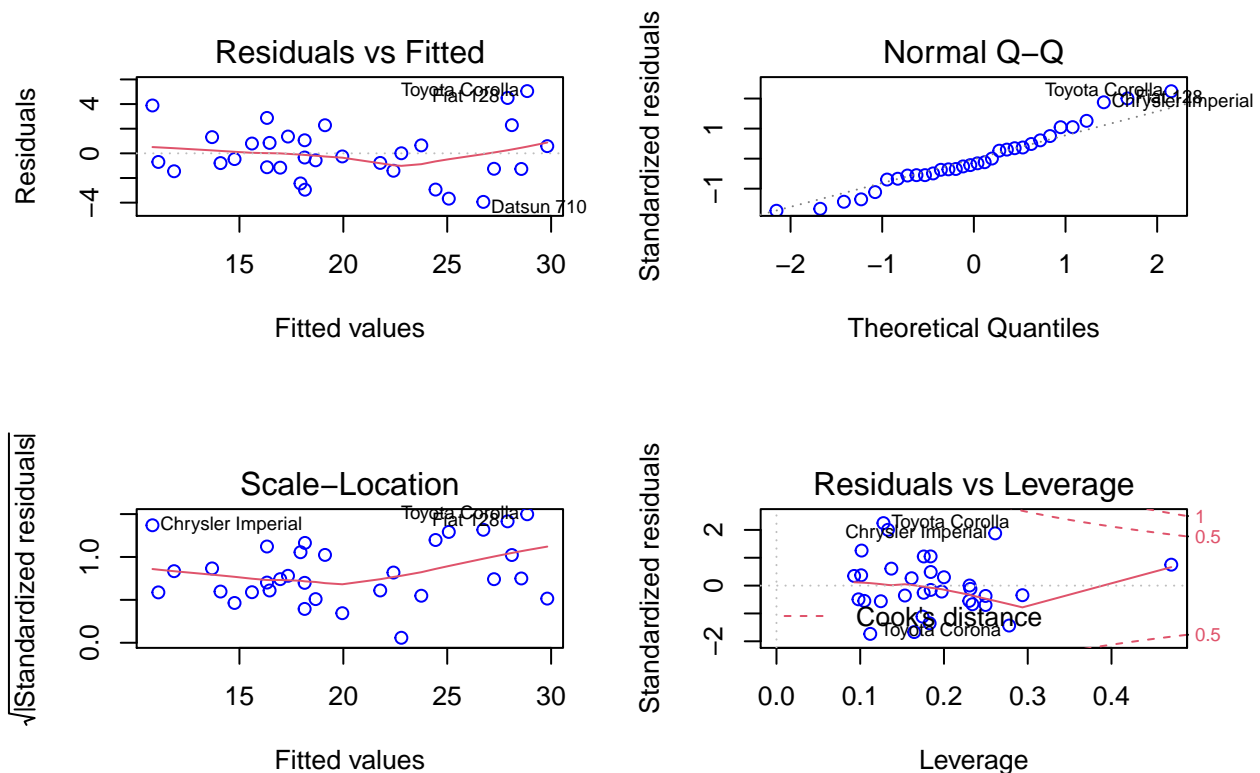 Residuals vs Fitted
Residuals
4
0
−4
Toyota Corolla
Fiat 128
Datsun 710
15
20
25
30
Fitted values
Normal Q−Q
Standardized residuals
1
−1
Toyota Corolla
Fiat 128
Chrysler Imperial
−2
−1
0
1
2
Theoretical Quantiles
Scale−Location
√|Standardized residuals|
1.0
0.0
Chrysler Imperial
Toyota Corolla
Fiat 128
15
20
25
30
Fitted values
Residuals vs Leverage
Standardized residuals
2
0
−2
Toyota Corolla
Chrysler Imperial
Cook's distance
Toyota Corona
1
0.5
0.5
0.0
0.1
0.2
0.3
0.4
Leverage